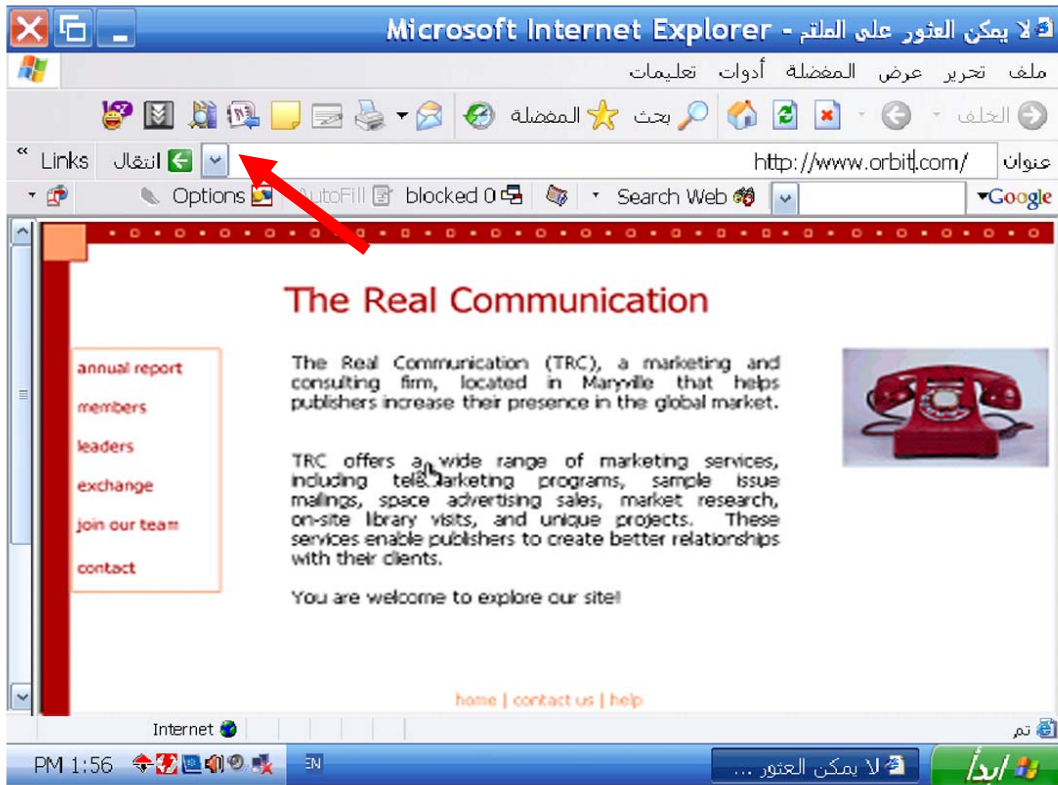 لا يمكن العثور على الملتم - Microsoft Internet Explorer
ملف تحرير عرض المفضلة أدوات تعليمات
الخلف بحث المفضلة
عنوان http://www.orbit.com/ انتقال Links »
Google Search Web blocked 0 AutoFill Options
The Real Communication
annual report
members
leaders
exchange
join our team
contact
The Real Communication (TRC), a marketing and
consulting firm, located in Maryville that helps
publishers increase their presence in the global market.
TRC offers a wide range of marketing services,
including telemarketing programs, sample issue
mailings, space advertising sales, market research,
on-site library visits, and unique projects. These
services enable publishers to create better relationships
with their clients.
You are welcome to explore our site!
home | contact us | help
تم Internet
ابدأ لا يمكن العثور ... EN 1:56 PM